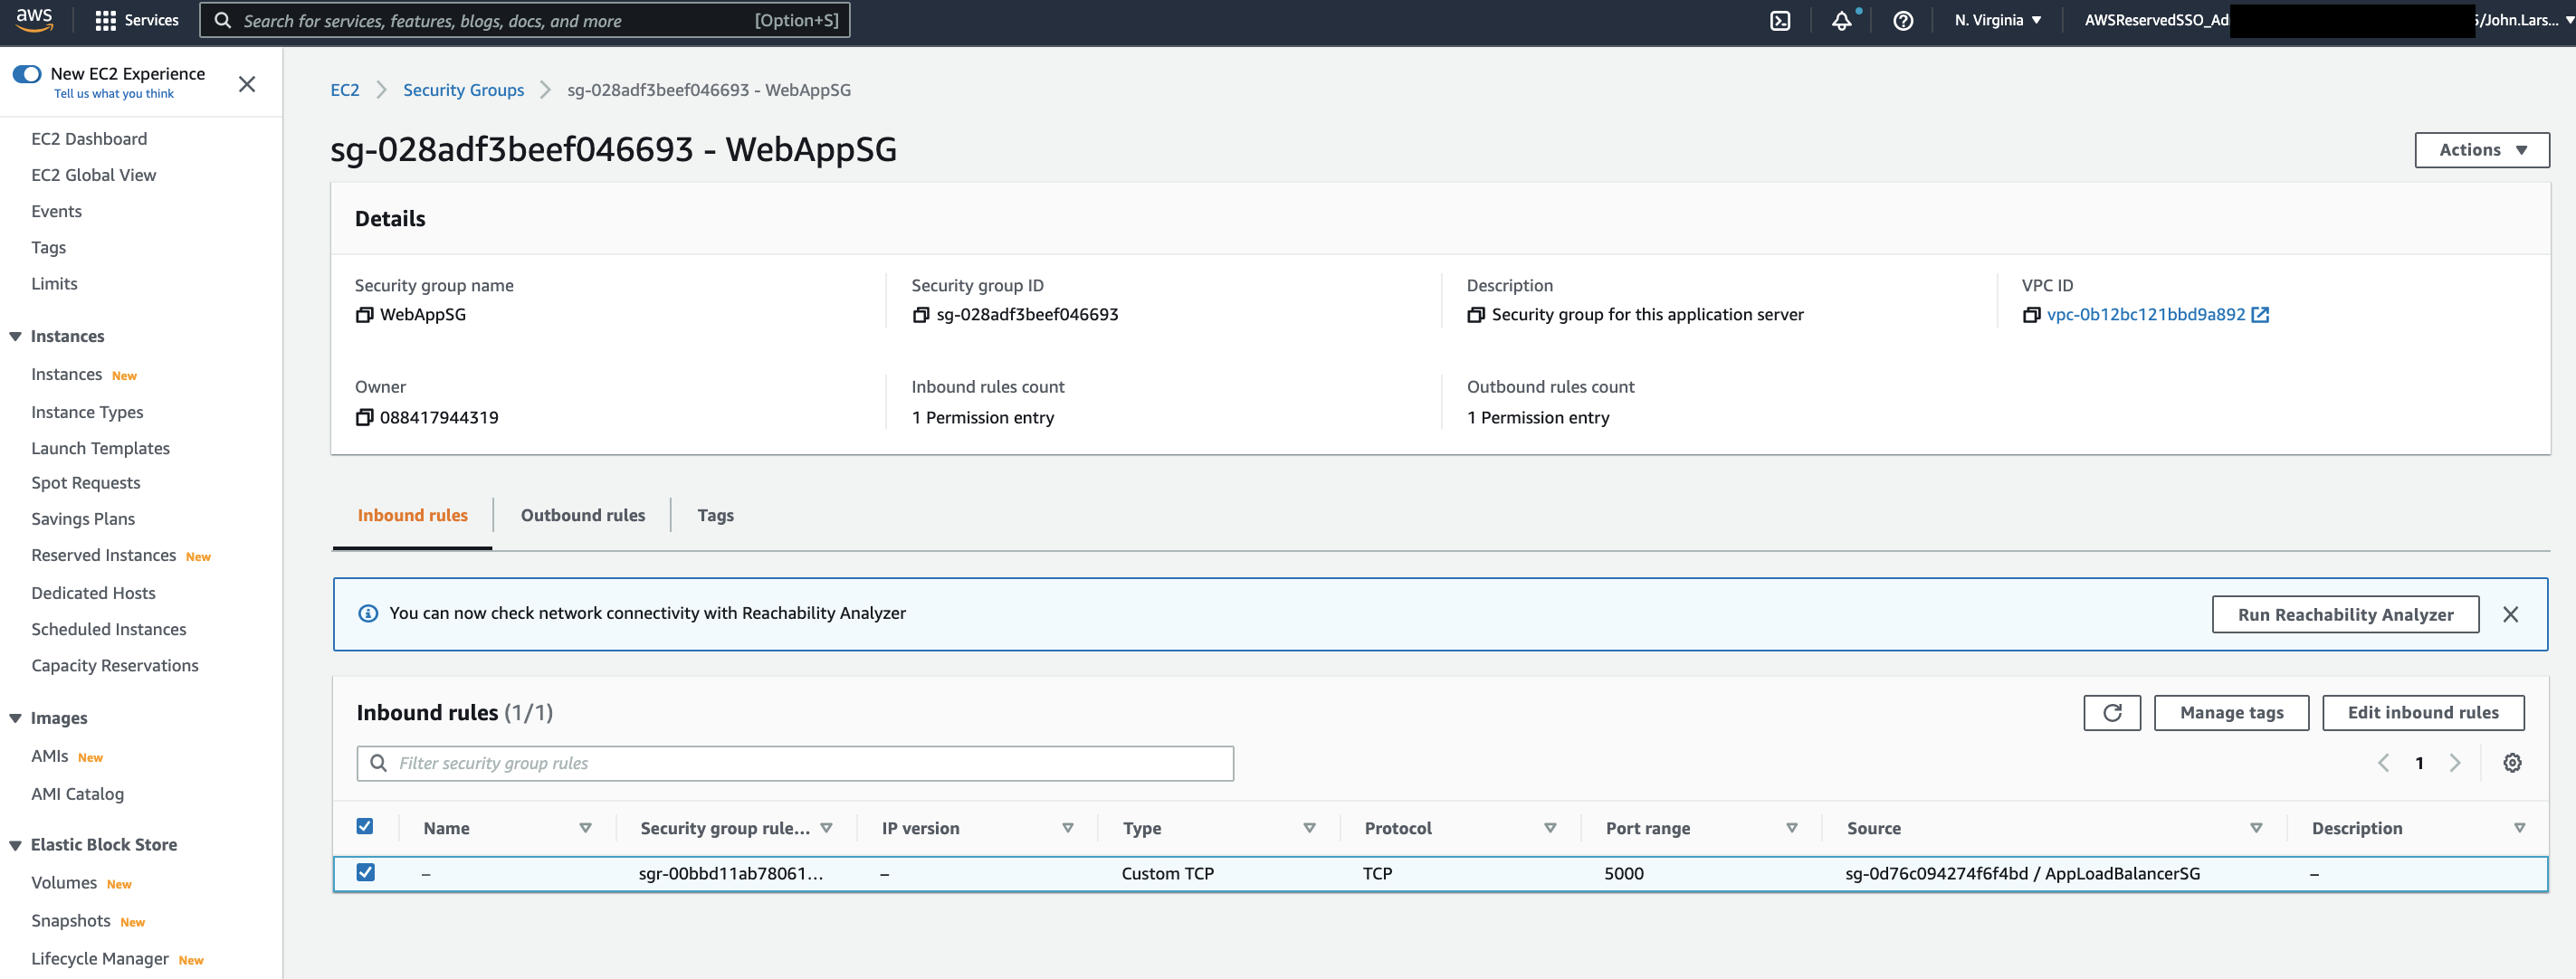 aws
Services
Search for services, features, blogs, docs, and more [Option+S]
N. Virginia
AWSReservedSSO_Ad
/John.Lars...
New EC2 Experience
Tell us what you think
EC2 Dashboard
EC2 Global View
Events
Tags
Limits
Instances
Instances New
Instance Types
Launch Templates
Spot Requests
Savings Plans
Reserved Instances New
Dedicated Hosts
Scheduled Instances
Capacity Reservations
Images
AMIs New
AMI Catalog
Elastic Block Store
Volumes New
Snapshots New
Lifecycle Manager New
EC2 > Security Groups > sg-028adf3beef046693 - WebAppSG
sg-028adf3beef046693 - WebAppSG
Actions
Details
Security group name
WebAppSG
Security group ID
sg-028adf3beef046693
Description
Security group for this application server
VPC ID
vpc-0b12bc121bbd9a892
Owner
088417944319
Inbound rules count
1 Permission entry
Outbound rules count
1 Permission entry
Inbound rules
Outbound rules
Tags
You can now check network connectivity with Reachability Analyzer
Run Reachability Analyzer
Inbound rules (1/1)
Manage tags
Edit inbound rules
Filter security group rules
1
Name Security group rule... IP version Type Protocol Port range Source Description
– sgr-00bbd11ab78061... – Custom TCP TCP 5000 sg-0d76c094274f6f4bd / AppLoadBalancerSG –